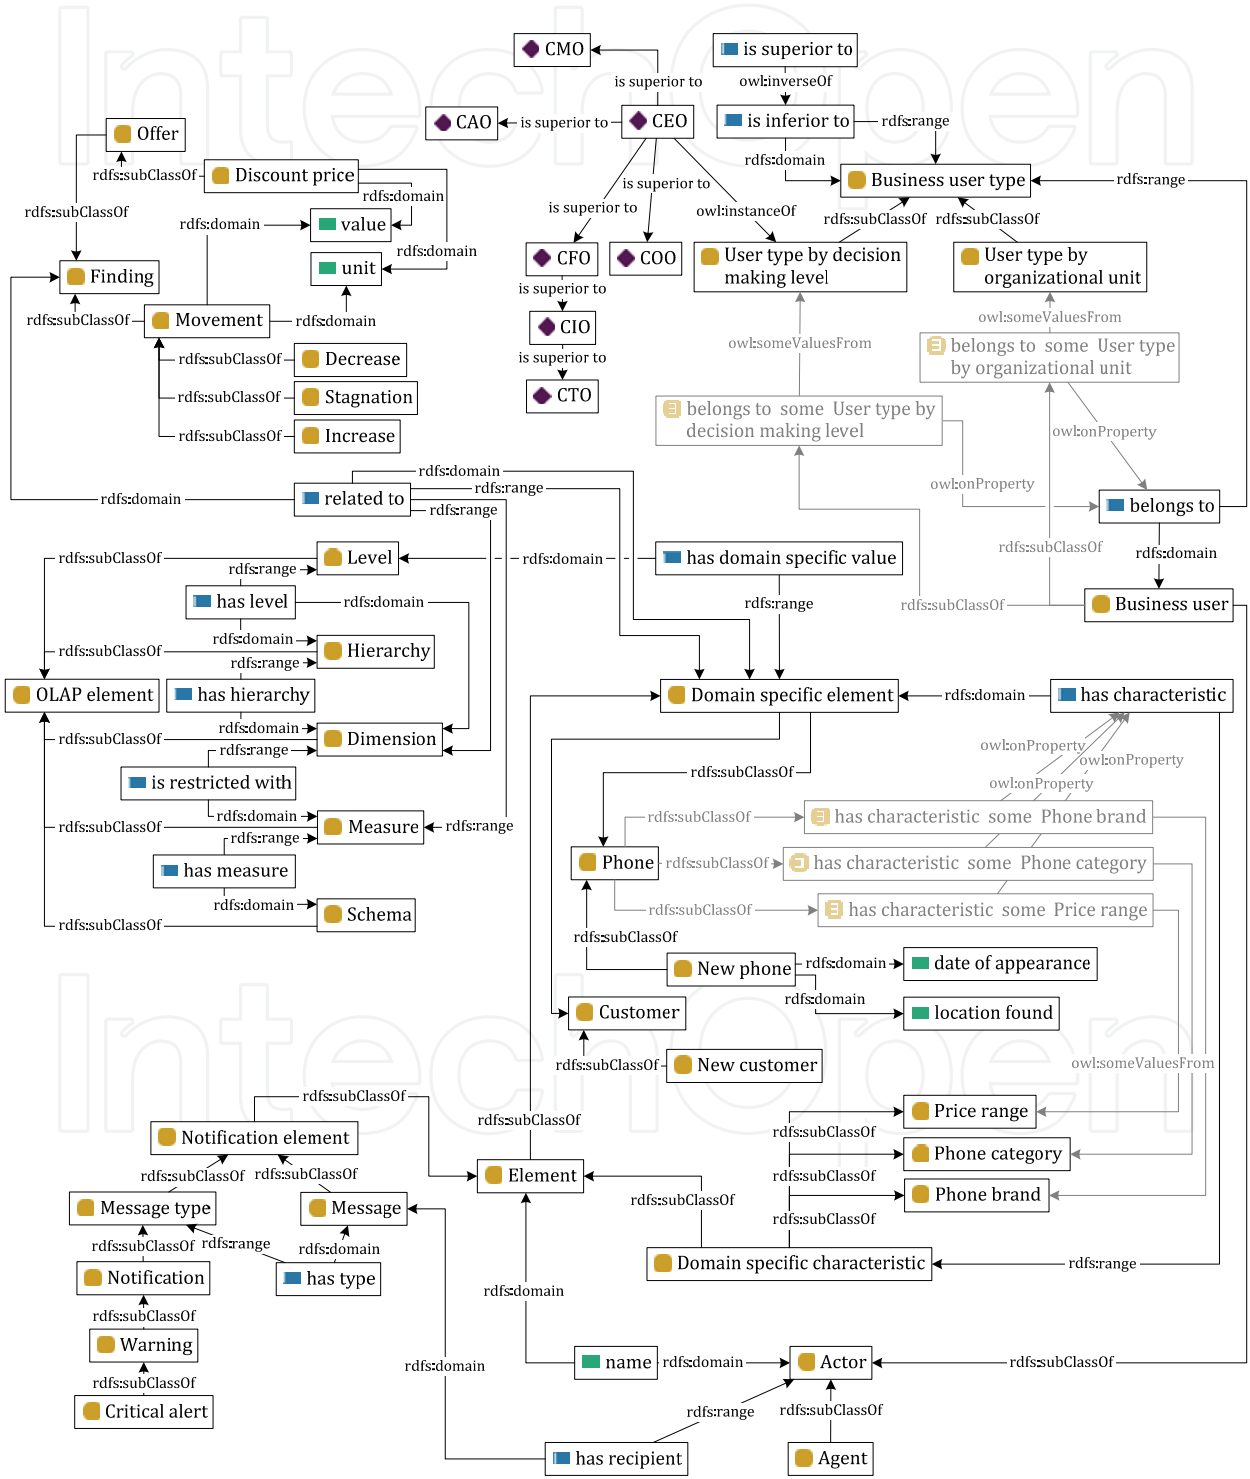 IntechOpen
CMO
is superior to
is superior to
owl:inverseOf
CAO
is superior to
CEO
is inferior to
rdfs:range
Offer
rdfs:subClassOf
Discount price
rdfs:domain
is superior to
rdfs:domain
Business user type
rdfs:range
rdfs:subClassOf
rdfs:domain
value
rdfs:domain
is superior to
owl:instanceOf
rdfs:subClassOf
rdfs:subClassOf
Finding
unit
CFO
COO
User type by decision
making level
User type by
organizational unit
rdfs:subClassOf
Movement
rdfs:domain
is superior to
CIO
owl:someValuesFrom
owl:someValuesFrom
belongs to some User type
by organizational unit
rdfs:subClassOf
Decrease
is superior to
rdfs:subClassOf
Stagnation
CTO
belongs to some User type by
decision making level
rdfs:subClassOf
Increase
owl:onProperty
rdfs:domain
related to
rdfs:domain
rdfs:range
rdfs:range
owl:onProperty
belongs to
rdfs:subClassOf
Level
rdfs:range
rdfs:domain
has domain specific value
rdfs:subClassOf
rdfs:domain
has level
rdfs:domain
rdfs:range
rdfs:subClassOf
Business user
rdfs:domain
rdfs:subClassOf
Hierarchy
rdfs:range
OLAP element
has hierarchy
Domain specific element
rdfs:domain
has characteristic
rdfs:domain
rdfs:subClassOf
Dimension
rdfs:range
owl:onProperty
owl:onProperty
owl:onProperty
is restricted with
rdfs:subClassOf
rdfs:domain
rdfs:subClassOf
Measure
rdfs:range
rdfs:range
rdfs:subClassOf
has characteristic some Phone brand
has measure
Phone
rdfs:subClassOf
has characteristic some Phone category
rdfs:domain
rdfs:subClassOf
Schema
rdfs:subClassOf
has characteristic some Price range
rdfs:subClassOf
New phone
rdfs:domain
date of appearance
rdfs:domain
location found
IntechOpen
Customer
rdfs:subClassOf
New customer
owl:someValuesFrom
rdfs:subClassOf
Notification element
rdfs:subClassOf
Price range
rdfs:subClassOf
Phone category
rdfs:subClassOf
rdfs:subClassOf
Element
rdfs:subClassOf
Phone brand
Message type
Message
rdfs:subClassOf
rdfs:subClassOf
rdfs:subClassOf
rdfs:range
rdfs:domain
Notification
has type
Domain specific characteristic
rdfs:range
rdfs:domain
rdfs:subClassOf
Warning
rdfs:domain
name
rdfs:domain
Actor
rdfs:subClassOf
rdfs:subClassOf
Critical alert
rdfs:range
rdfs:subClassOf
has recipient
Agent